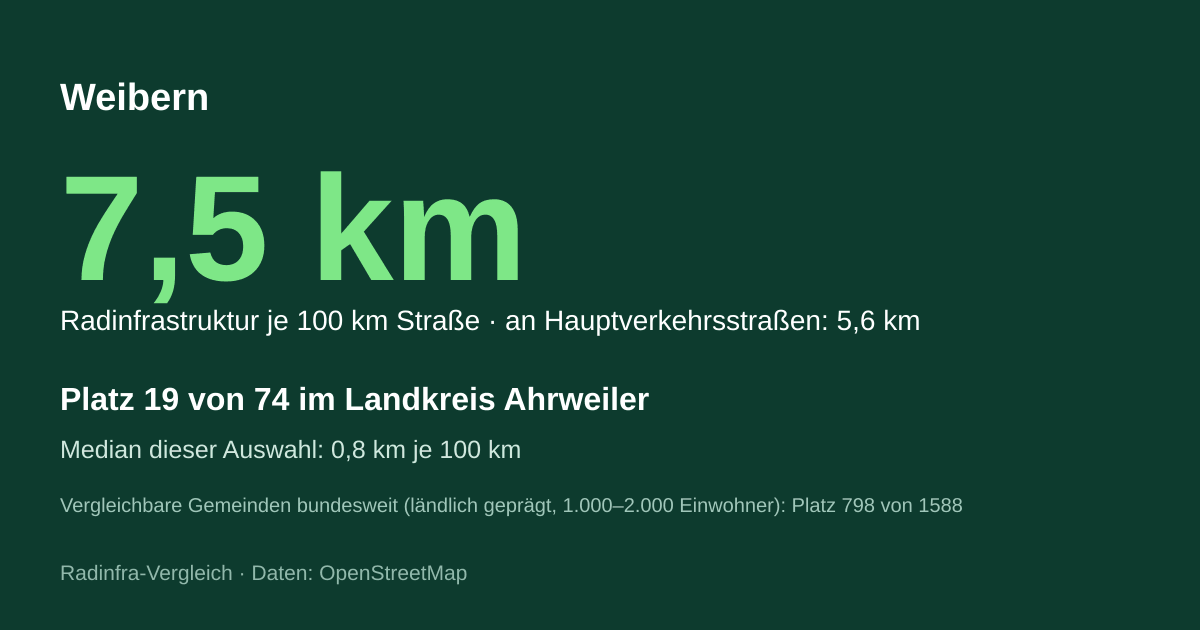 Weibern
7,5 km
Radinfrastruktur je 100 km Straße · an Hauptverkehrsstraßen: 5,6 km
Platz 19 von 74 im Landkreis Ahrweiler
Median dieser Auswahl: 0,8 km je 100 km
Vergleichbare Gemeinden bundesweit (ländlich geprägt, 1.000–2.000 Einwohner): Platz 798 von 1588
Radinfra-Vergleich · Daten: OpenStreetMap